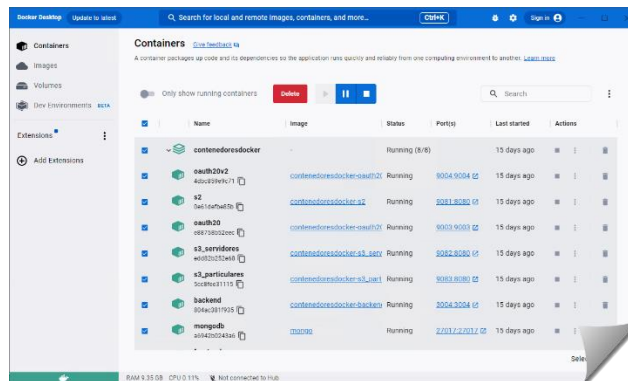 Docker Desktop Update to latest Search for local and remote images, containers, and more... Ctrl+K Sign in
Containers
Images
Volumes
Dev Environments BETA
Extensions
Add Extensions
Containers Give feedback
A container packages up code and its dependencies so the application runs quickly and reliably from one computing environment to another. Learn more
Only show running containers Delete Search
Name Image Status Port(s) Last started Actions
contenedoresdocker - Running (8/8) 15 days ago
oauth20v2 contenedoresdocker-oauth2( Running 9004:9004 15 days ago
s2 contenedoresdocker-s2 Running 9081:8080 15 days ago
oauth20 contenedoresdocker-oauth2( Running 9003:9003 15 days ago
s3_servidores contenedoresdocker-s3_serv Running 9082:8080 15 days ago
s3_particulares contenedoresdocker-s3_part Running 9083:8080 15 days ago
backend contenedoresdocker-backen Running 3004:3004 15 days ago
mongodb mongo Running 27017:27017 15 days ago
Selec
RAM 9.35 GB CPU 0.13% Not connected to Hub